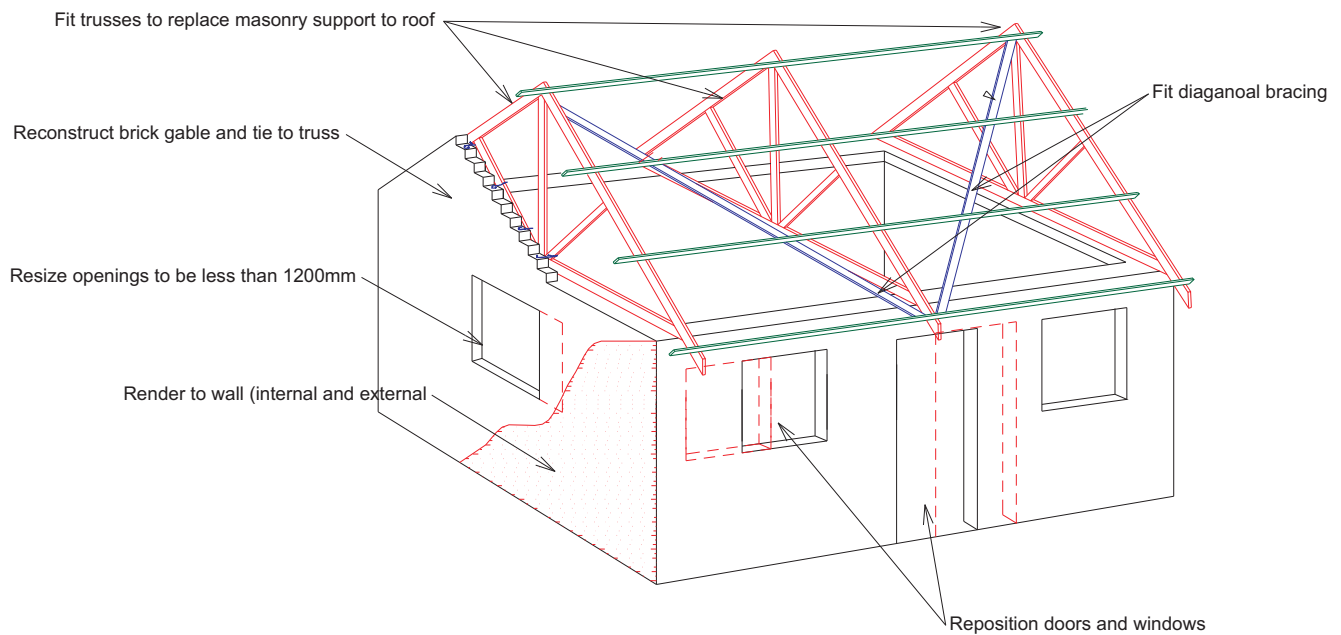 Fit trusses to replace masonry support to roof
Fit diaganoal bracing
Reconstruct brick gable and tie to truss
Resize openings to be less than 1200mm
Render to wall (internal and external
Reposition doors and windows